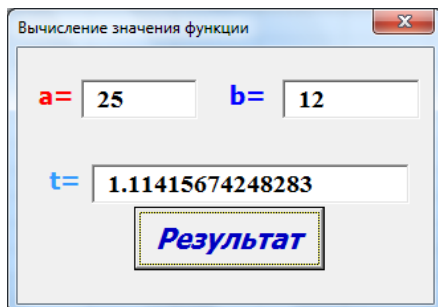 Вычисление значения функции
a= 25 b= 12
t= 1.11415674248283
Результат